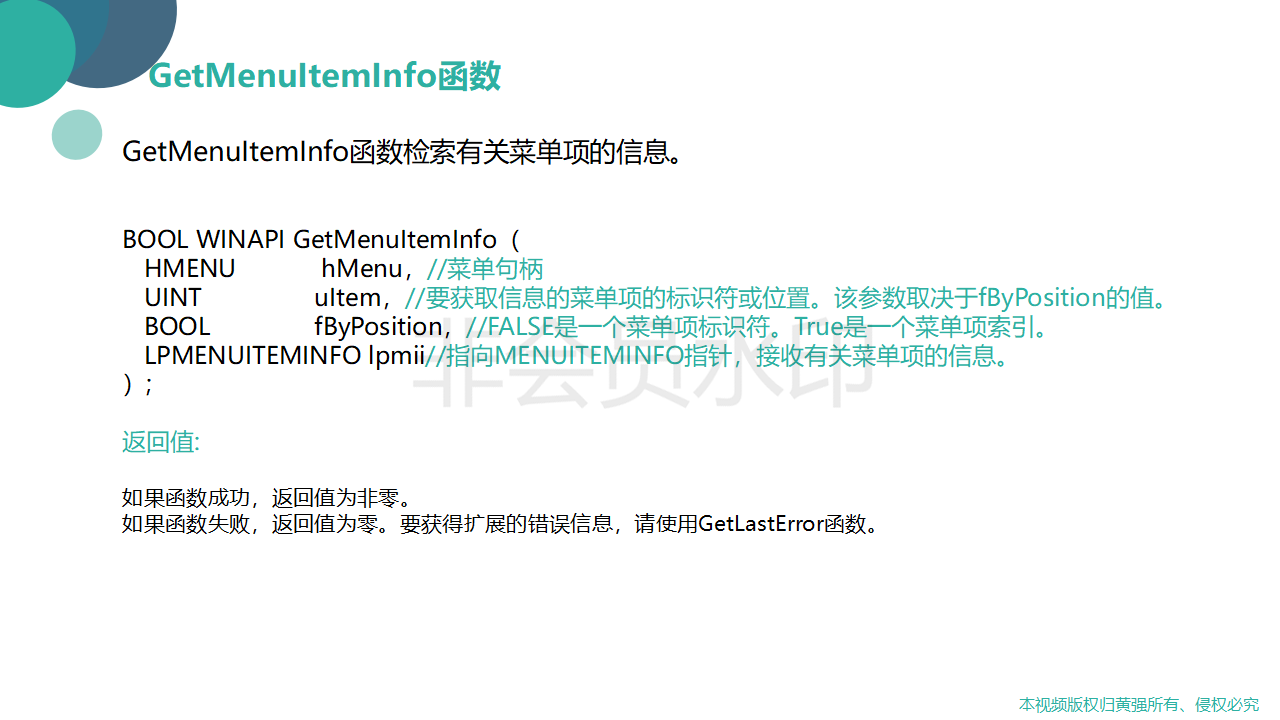 GetMenuItemInfo函数
GetMenuItemInfo函数检索有关菜单项的信息。
BOOL WINAPI GetMenuItemInfo（
HMENU hMenu，//菜单句柄
UINT uItem，//要获取信息的菜单项的标识符或位置。该参数取决于fByPosition的值。
BOOL fByPosition，//FALSE是一个菜单项标识符。True是一个菜单项索引。
LPMENUITEMINFO lpmii//指向MENUITEMINFO指针，接收有关菜单项的信息。
）;
非会员水印
返回值:
如果函数成功，返回值为非零。
如果函数失败，返回值为零。要获得扩展的错误信息，请使用GetLastError函数。
本视频版权归黄强所有、侵权必究